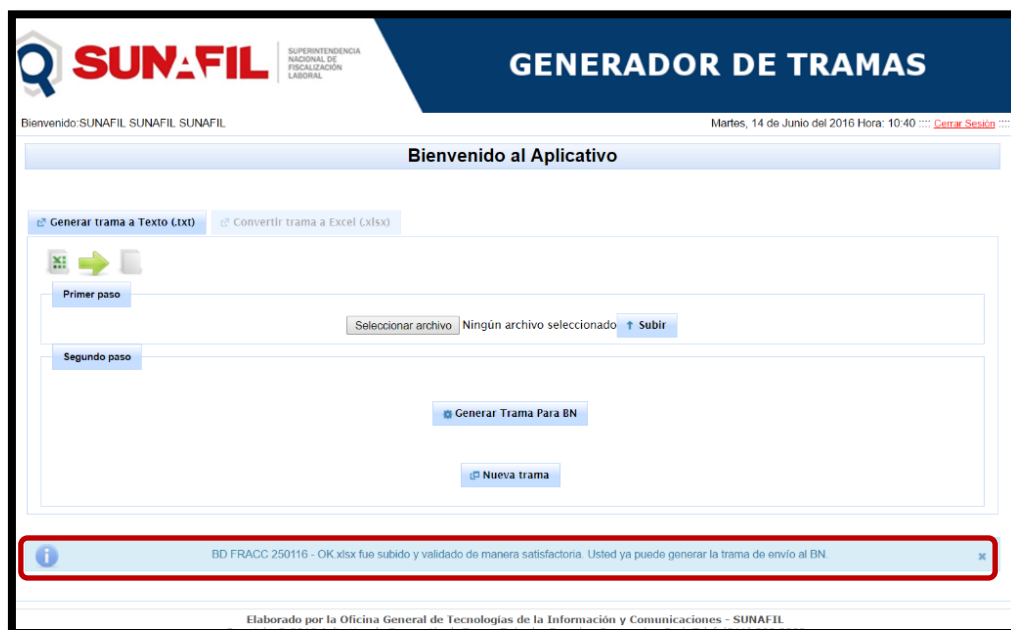 SUNAFIL
SUPERINTENDENCIA
NACIONAL DE
FISCALIZACIÓN
LABORAL
GENERADOR DE TRAMAS
Bienvenido:SUNAFIL SUNAFIL SUNAFIL
Martes, 14 de Junio del 2016 Hora: 10:40 :::: Cerrar Sesión ::::
Bienvenido al Aplicativo
Generar trama a Texto (.txt)
Convertir trama a Excel (.xlsx)
Primer paso
Seleccionar archivo Ningún archivo seleccionado Subir
Segundo paso
Generar Trama Para BN
Nueva trama
BD FRACC 250116 - OK.xlsx fue subido y validado de manera satisfactoria. Usted ya puede generar la trama de envío al BN.
Elaborado por la Oficina General de Tecnologías de la Información y Comunicaciones - SUNAFIL